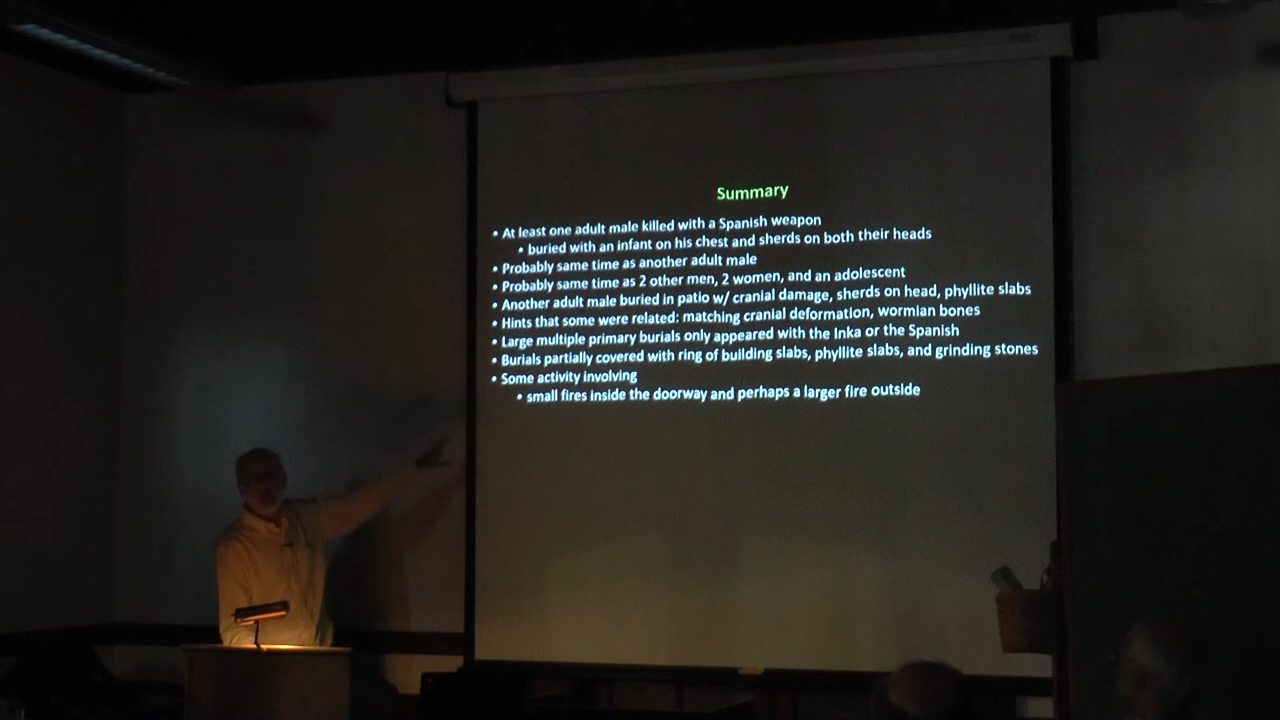 Summary
• At least one adult male killed with a Spanish weapon
• buried with an infant on his chest and sherds on both their heads
• Probably same time as another adult male
• Probably same time as 2 other men, 2 women, and an adolescent
• Another adult male buried in patio w/ cranial damage, sherds on head, phyllite slabs
• Hints that some were related: matching cranial deformation, wormian bones
• Large multiple primary burials only appeared with the Inka or the Spanish
• Burials partially covered with ring of building slabs, phyllite slabs, and grinding stones
• Some activity involving
• small fires inside the doorway and perhaps a larger fire outside